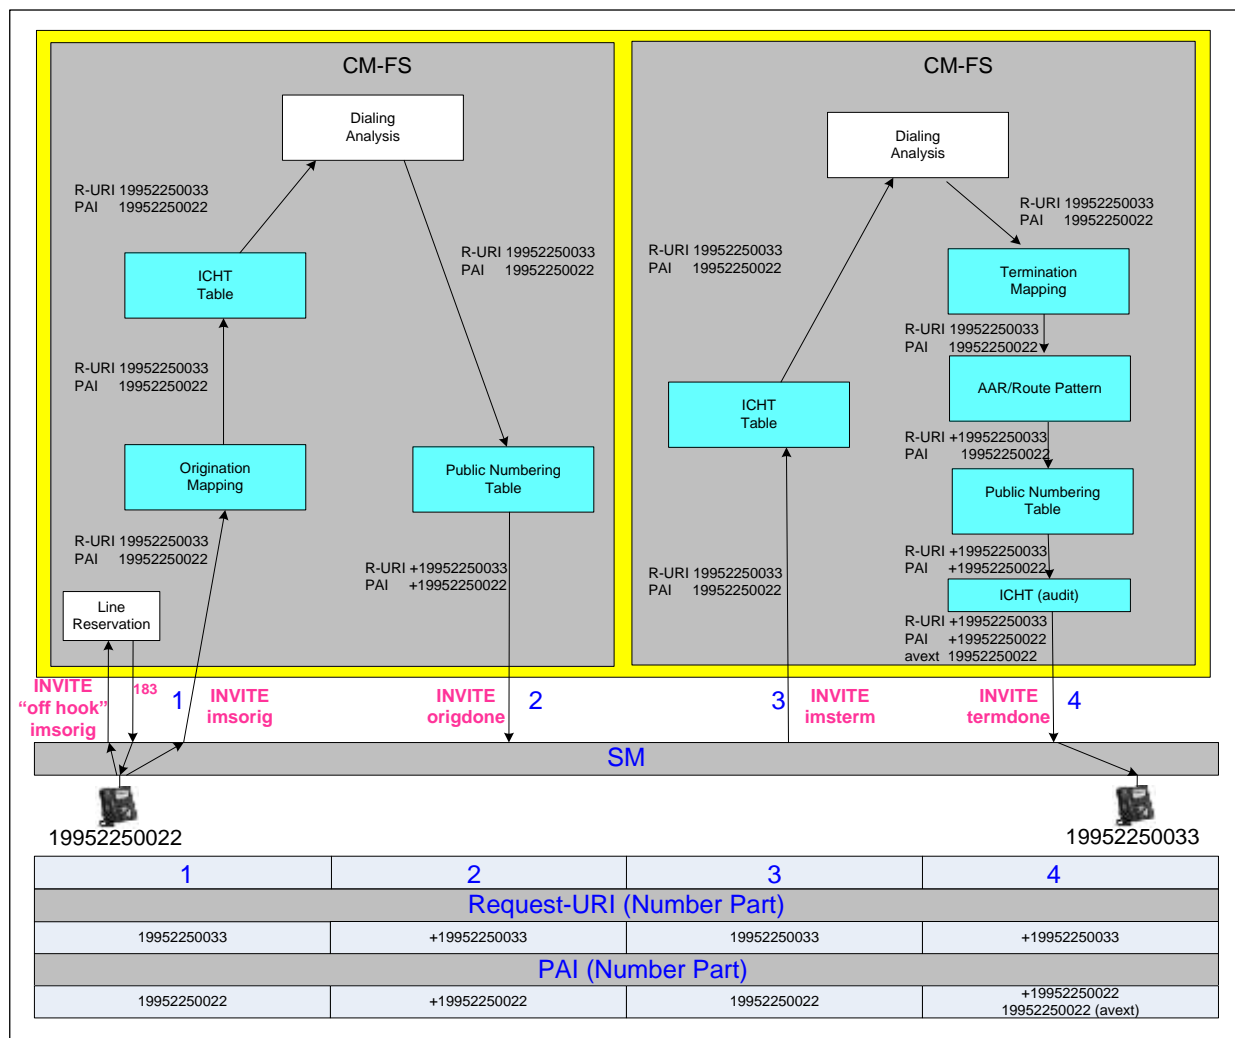 CM-FS
Dialing
Analysis
R-URI 19952250033
PAI 19952250022
R-URI 19952250033
PAI 19952250022
ICHT
Table
R-URI 19952250033
PAI 19952250022
Origination
Mapping
Public Numbering
Table
R-URI 19952250033
PAI 19952250022
R-URI +19952250033
PAI +19952250022
Line
Reservation
CM-FS
Dialing
Analysis
R-URI 19952250033
PAI 19952250022
R-URI 19952250033
PAI 19952250022
Termination
Mapping
R-URI 19952250033
PAI 19952250022
ICHT
Table
AAR/Route Pattern
R-URI +19952250033
PAI 19952250022
Public Numbering
Table
R-URI 19952250033
PAI 19952250022
R-URI +19952250033
PAI +19952250022
ICHT (audit)
R-URI +19952250033
PAI +19952250022
avext 19952250022
INVITE
“off hook”
imsorig
183
1
INVITE
imsorig
INVITE
origdone
2
3
INVITE
imsterm
INVITE
termdone
4
SM
19952250022
19952250033
1 2 3 4
Request-URI (Number Part)
19952250033 +19952250033 19952250033 +19952250033
PAI (Number Part)
19952250022 +19952250022 19952250022 +19952250022
19952250022 (avext)